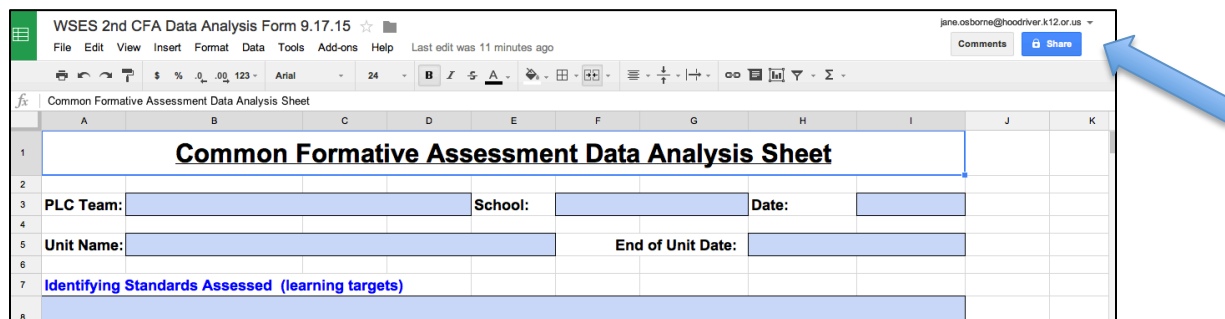 WSES 2nd CFA Data Analysis Form 9.17.15
jane.osborne@hoodriver.k12.or.us
File Edit View Insert Format Data Tools Add-ons Help Last edit was 11 minutes ago
Comments Share
$ % .0 .00 123 Arial 24 B I S A Σ
fx Common Formative Assessment Data Analysis Sheet
A B C D E F G H I J K
1 Common Formative Assessment Data Analysis Sheet
2
3 PLC Team: School: Date:
4
5 Unit Name: End of Unit Date:
6
7 Identifying Standards Assessed (learning targets)
8